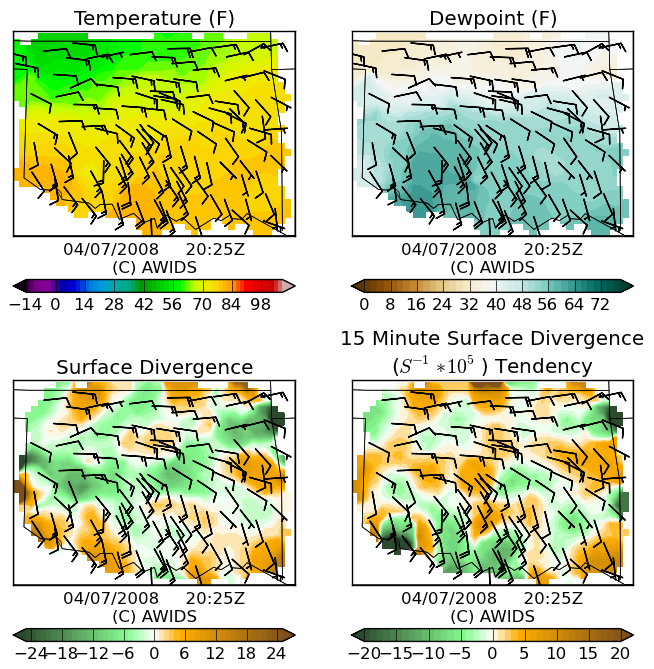 Temperature (F)
Dewpoint (F)
04/07/2008 20:25Z
04/07/2008 20:25Z
(C) AWIDS
(C) AWIDS
−14 0 14 28 42 56 70 84 98
0 8 16 24 32 40 48 56 64 72
15 Minute Surface Divergence
Surface Divergence
(S⁻¹ *10⁵ ) Tendency
04/07/2008 20:25Z
04/07/2008 20:25Z
(C) AWIDS
(C) AWIDS
−24 −18 −12 −6 0 6 12 18 24
−20 −15 −10 −5 0 5 10 15 20